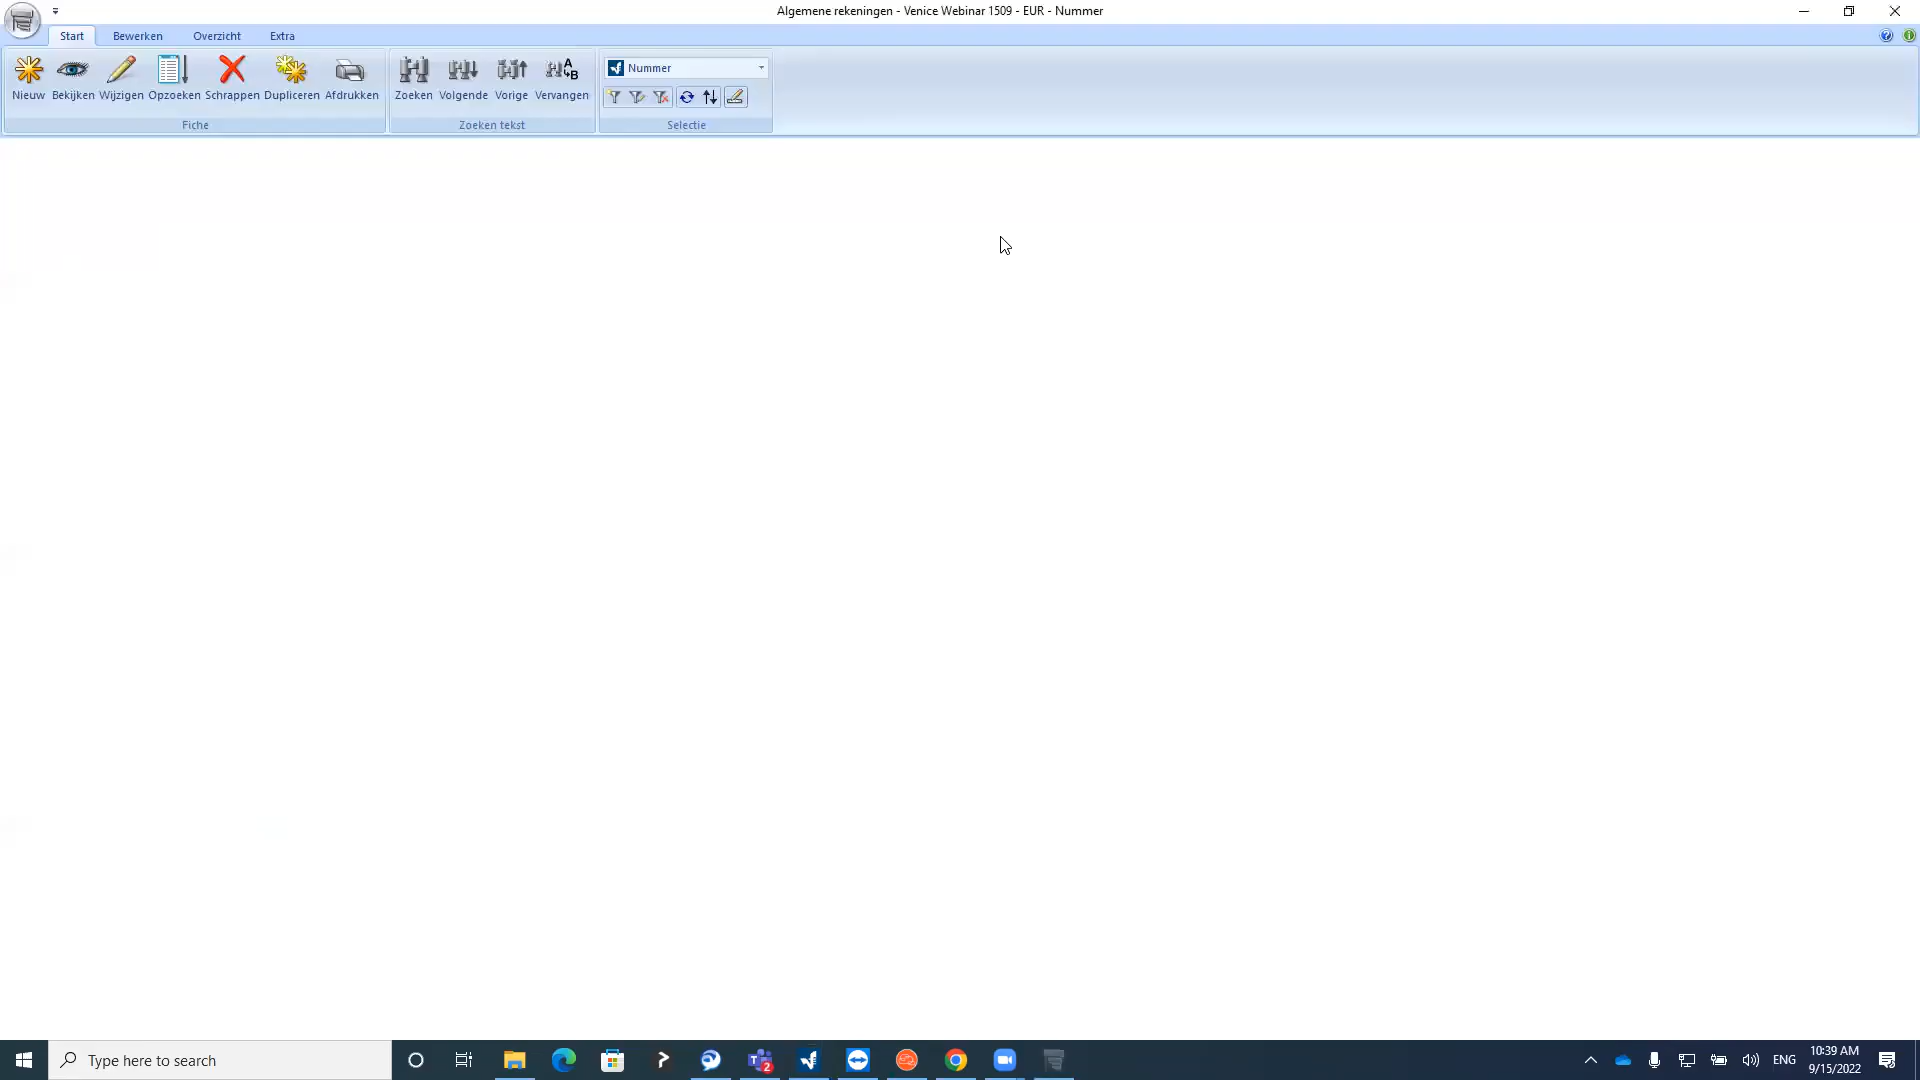 Algemene rekeningen - Venice Webinar 1509 - EUR - Nummer
Start Bewerken Overzicht Extra
Nieuw Bekijken Wijzigen Opzoeken Schrappen Dupliceren Afdrukken
Fiche
Zoeken Volgende Vorige Vervangen
Zoeken tekst
Nummer
Selectie
Type here to search
2
ENG
10:39 AM
9/15/2022